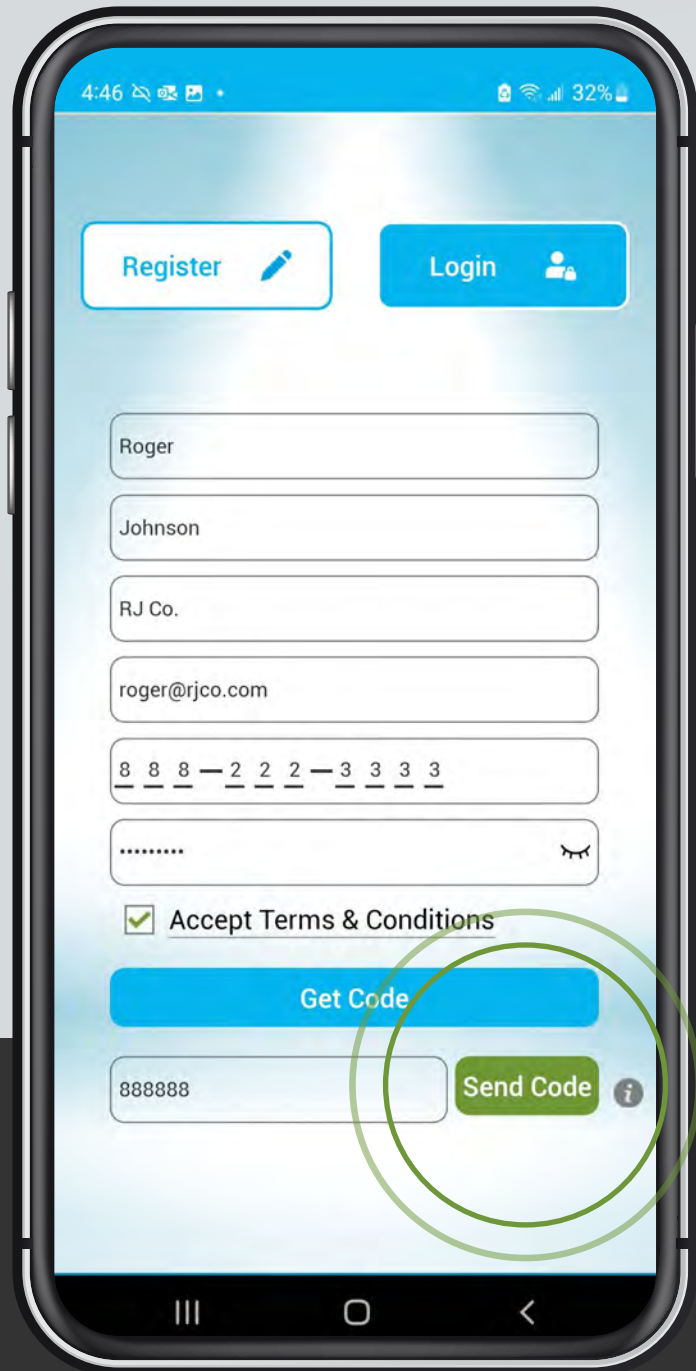 4:46 32%
Register Login
Roger
Johnson
RJ Co.
roger@rjco.com
888—222—3333
•••••••••
Accept Terms & Conditions
Get Code
888888 Send Code i